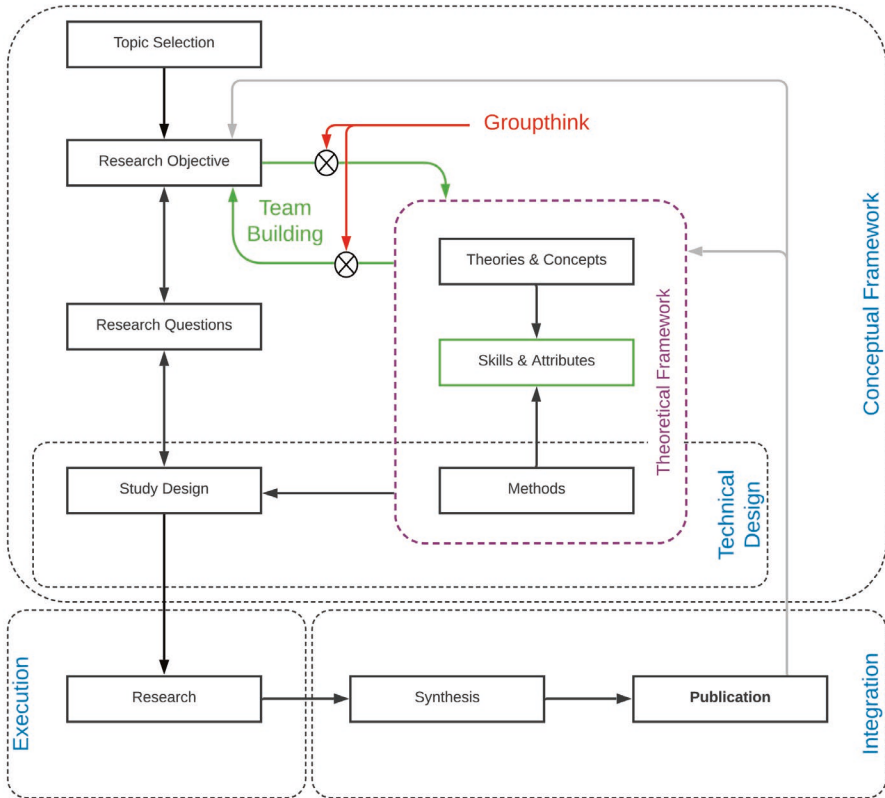 Topic Selection
Groupthink
Research Objective
Team
Building
Theories & Concepts
Conceptual Framework
Research Questions
Skills & Attributes
Theoretical Framework
Study Design
Methods
Technical
Design
Execution
Research
Synthesis
Publication
Integration